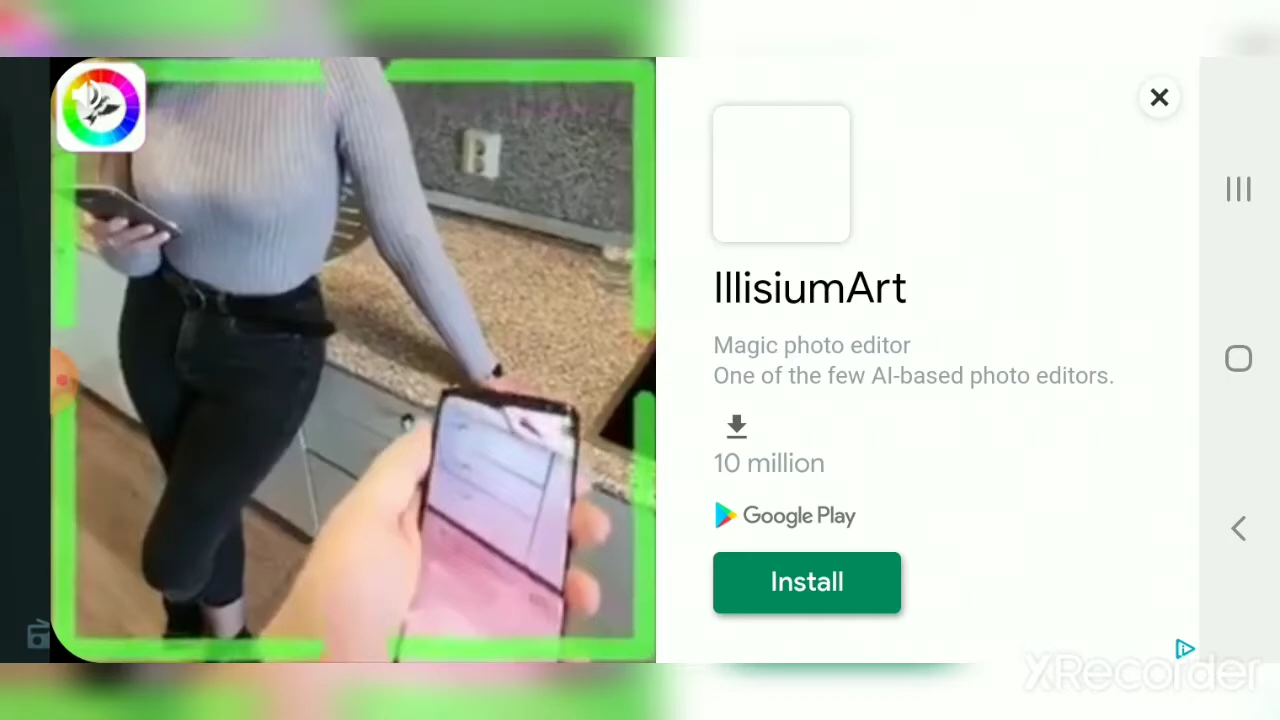 IllisiumArt
Magic photo editor
One of the few AI-based photo editors.
10 million
Google Play
Install
XRecorder